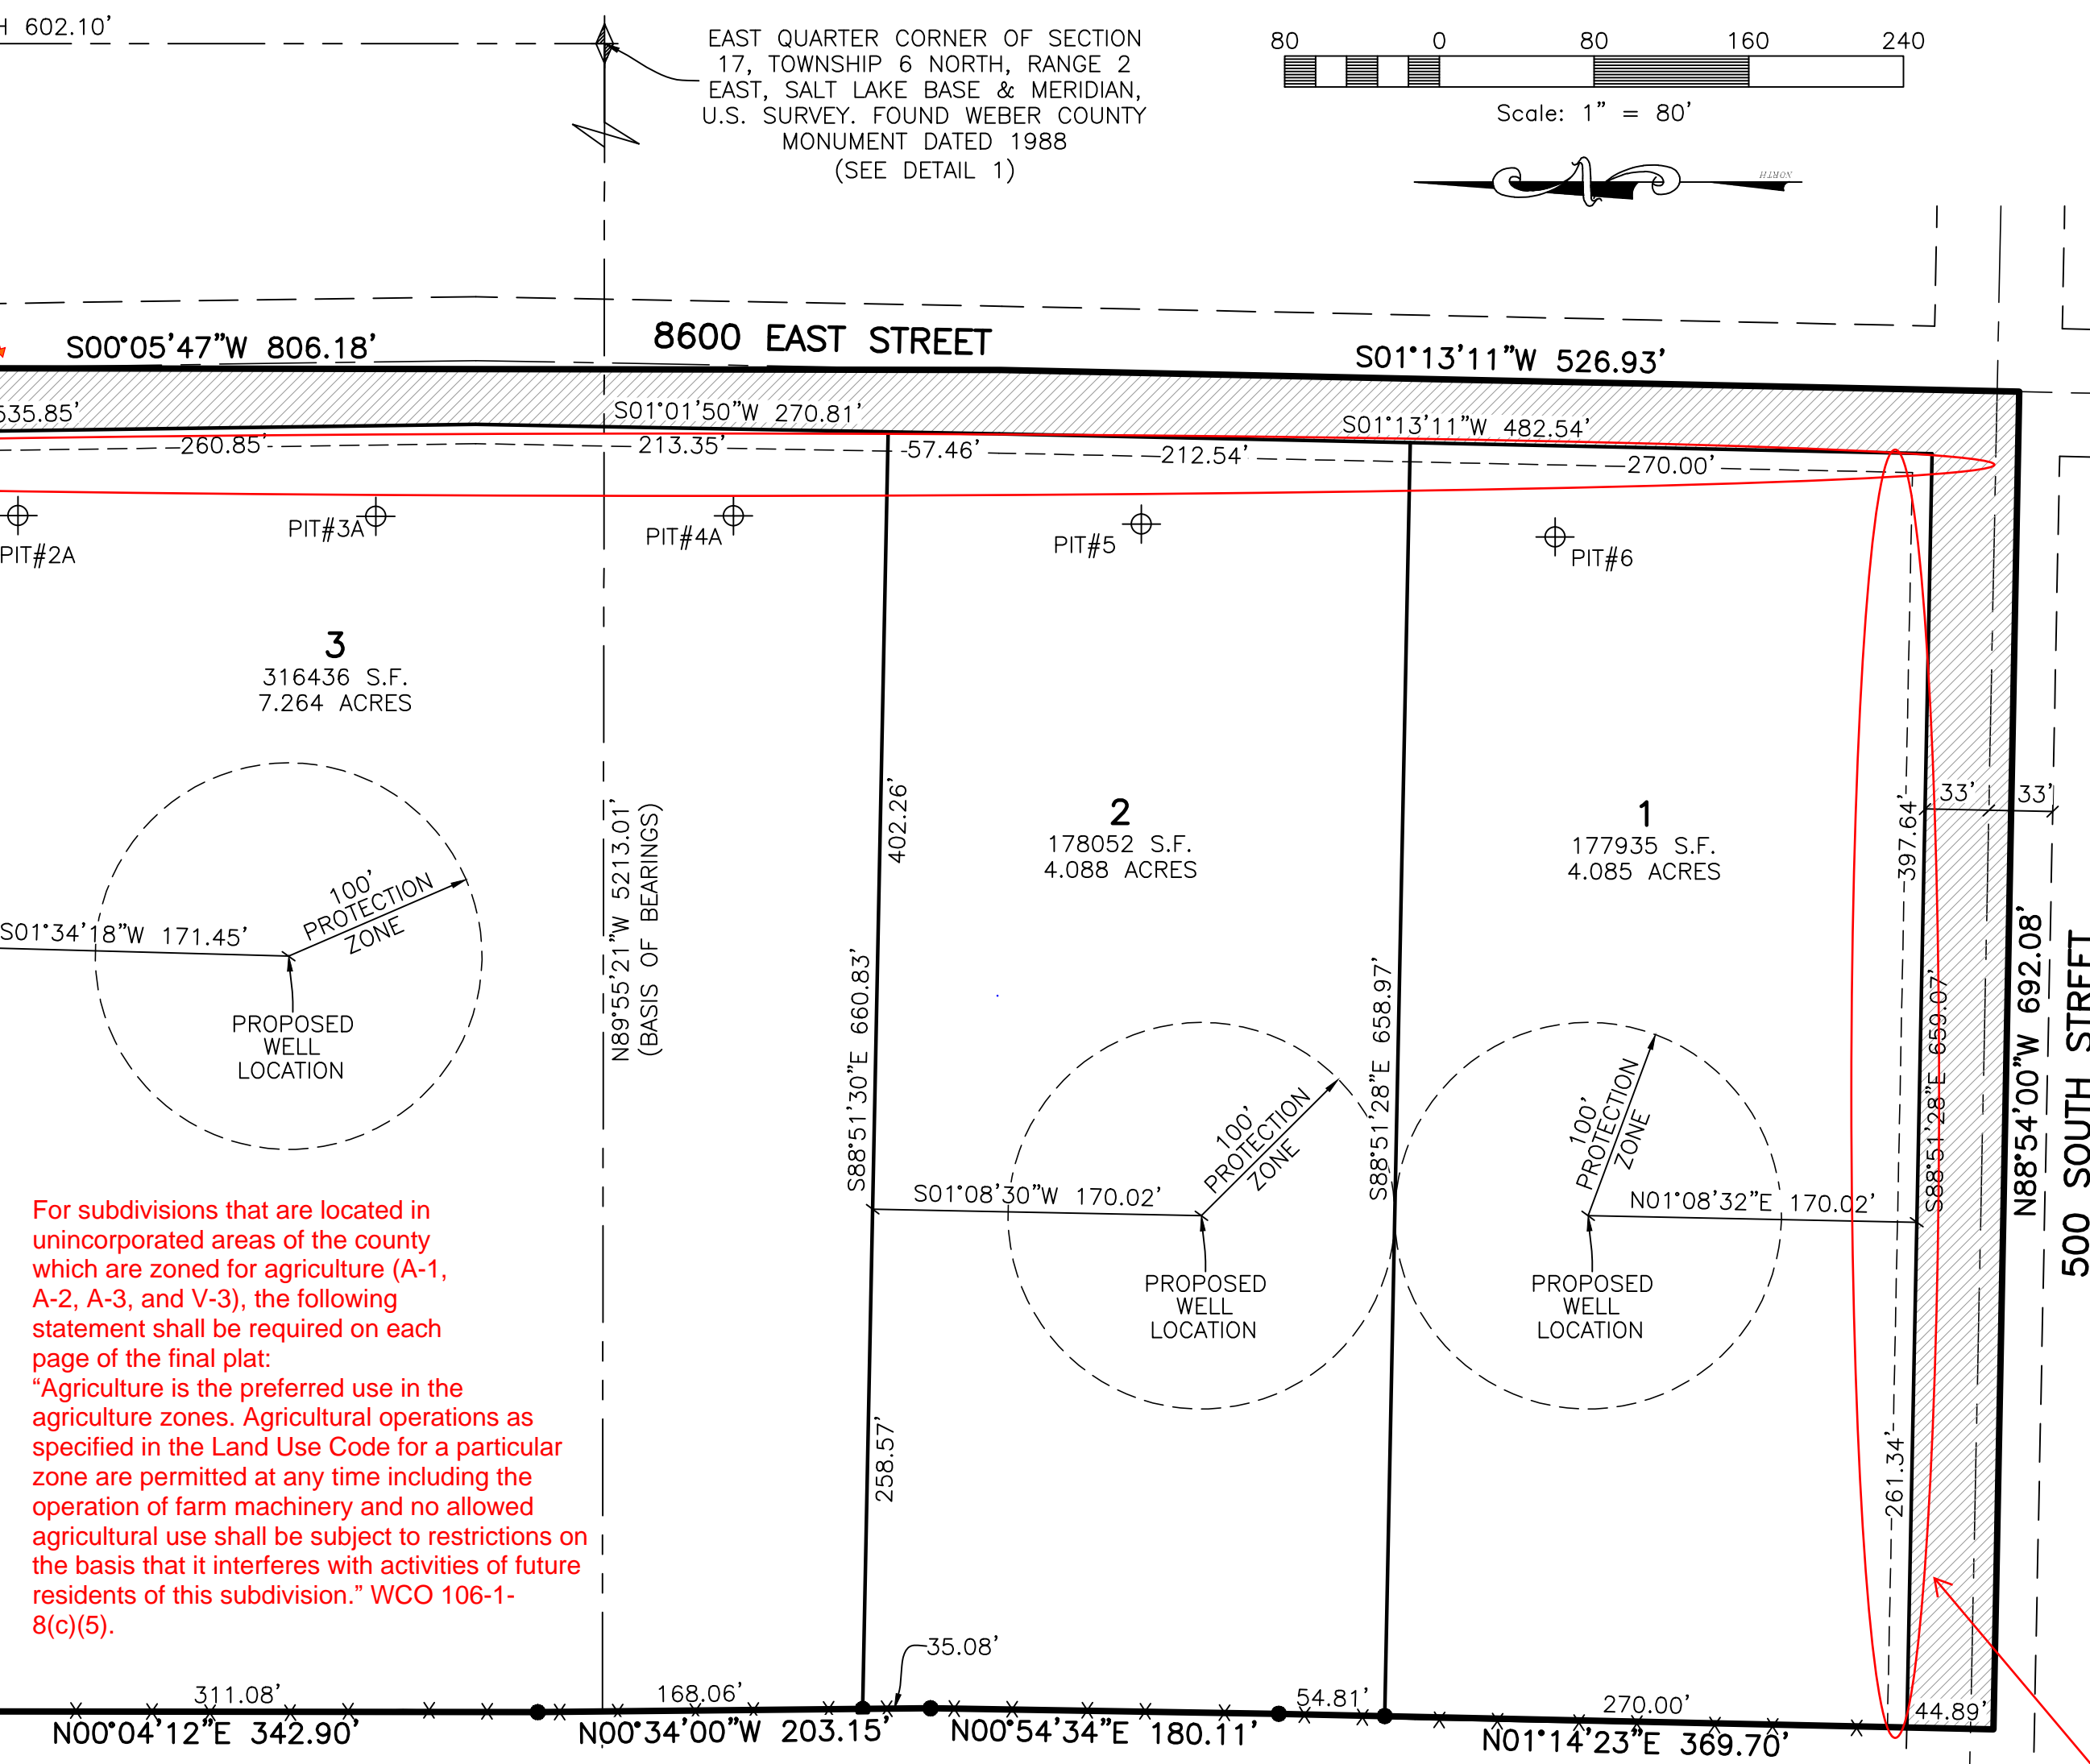 H 602.10'
EAST QUARTER CORNER OF SECTION
17, TOWNSHIP 6 NORTH, RANGE 2
EAST, SALT LAKE BASE & MERIDIAN,
U.S. SURVEY. FOUND WEBER COUNTY
MONUMENT DATED 1988
(SEE DETAIL 1)
80 0 80 160 240
Scale: 1" = 80'
NORTH
S00°05'47"W 806.18'
8600 EAST STREET
S01°13'11"W 526.93'
535.85'
S01°01'50"W 270.81'
S01°13'11"W 482.54'
260.85'
213.35'
57.46'
212.54'
270.00'
PIT#2A
PIT#3A
PIT#4A
PIT#5
PIT#6
3
316436 S.F.
7.264 ACRES
2
178052 S.F.
4.088 ACRES
1
177935 S.F.
4.085 ACRES
33'
33'
402.26'
397.64'
N89°55'21"W 5213.01'
(BASIS OF BEARINGS)
S01°34'18"W 171.45'
100'
PROTECTION
ZONE
PROPOSED
WELL
LOCATION
S88°51'30"E 660.83'
S88°51'28"E 658.97'
S88°51'28"E 659.07'
N88°54'00"W 692.08'
500 SOUTH STREET
S01°08'30"W 170.02'
100'
PROTECTION
ZONE
PROPOSED
WELL
LOCATION
N01°08'32"E 170.02'
100'
PROTECTION
ZONE
PROPOSED
WELL
LOCATION
For subdivisions that are located in
unincorporated areas of the county
which are zoned for agriculture (A-1,
A-2, A-3, and V-3), the following
statement shall be required on each
page of the final plat:
“Agriculture is the preferred use in the
agriculture zones. Agricultural operations as
specified in the Land Use Code for a particular
zone are permitted at any time including the
operation of farm machinery and no allowed
agricultural use shall be subject to restrictions on
the basis that it interferes with activities of future
residents of this subdivision.” WCO 106-1-
8(c)(5).
258.57'
261.34'
35.08'
311.08'
168.06'
54.81'
270.00'
44.89'
N00°04'12"E 342.90'
N00°34'00"W 203.15'
N00°54'34"E 180.11'
N01°14'23"E 369.70'